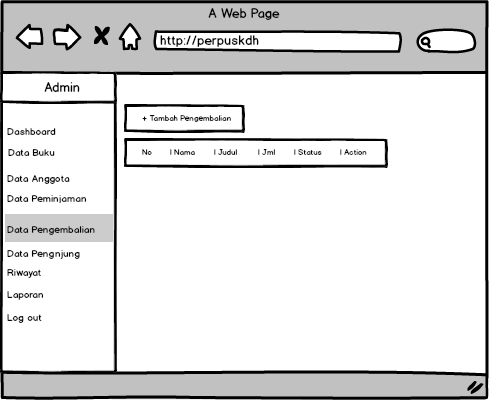 A Web Page
http://perpuskdh
Admin
Dashboard
Data Buku
Data Anggota
Data Peminjaman
Data Pengembalian
Data Pengnjung
Riwayat
Laporan
Log out
+ Tambah Pengembalian
No | Nama | Judul | Jml | Status | Action